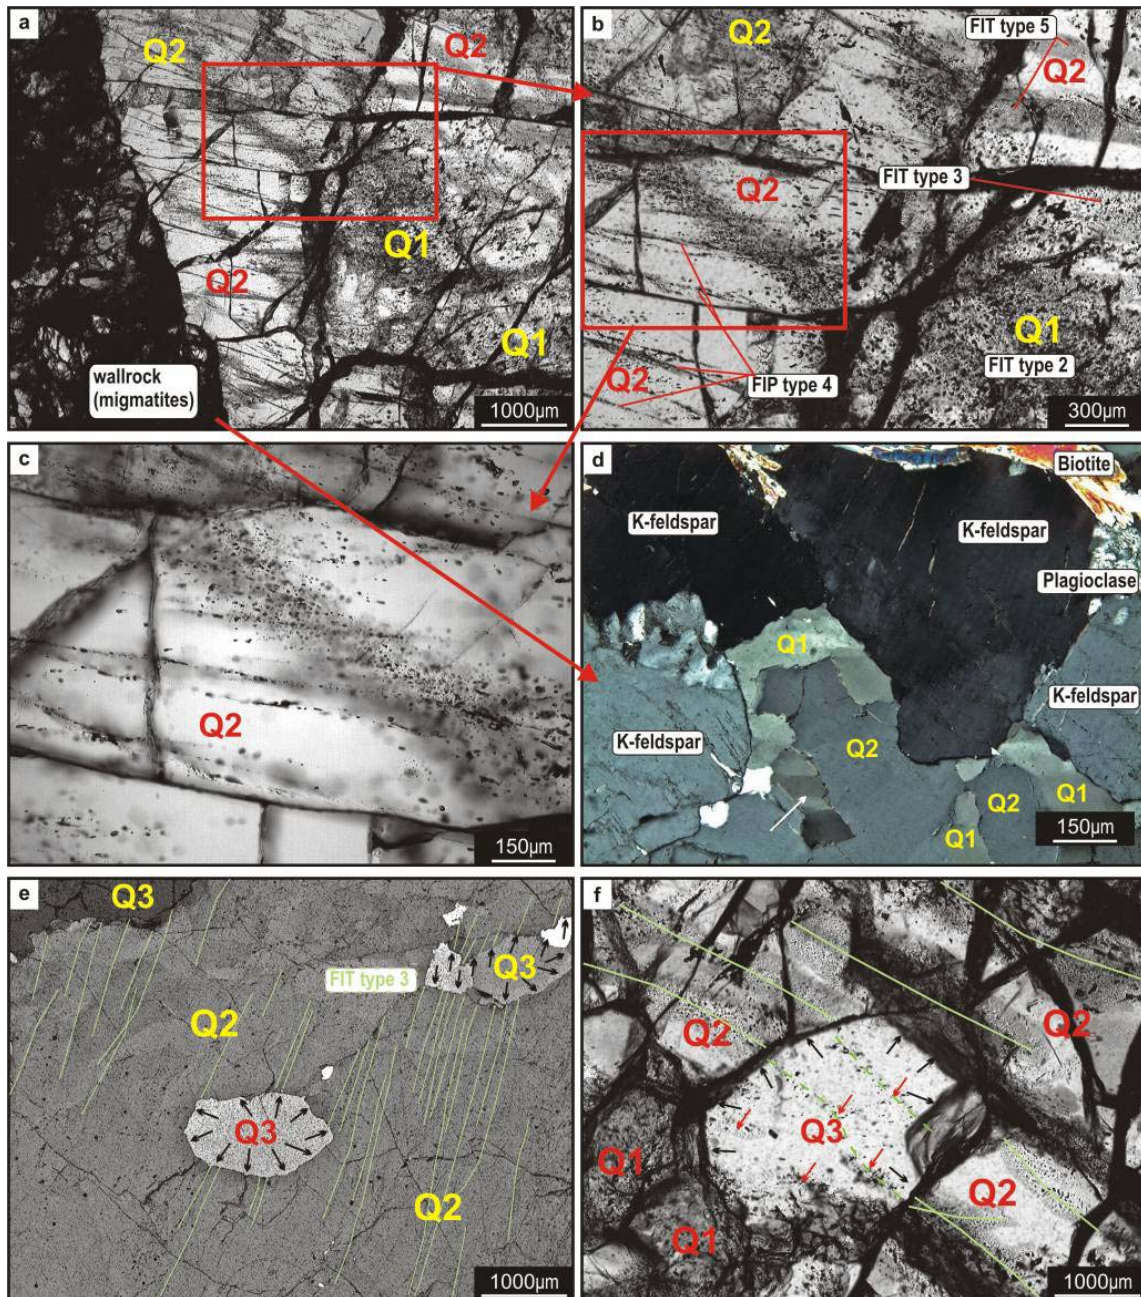 a
Q2
Q2
Q1
Q2
Q1
wallrock
(migmatites)
1000µm
b
Q2
FIT type 5
Q2
Q2
FIT type 3
Q1
FIT type 2
Q2
FIP type 4
300µm
c
Q2
150µm
d
Biotite
K-feldspar
K-feldspar
Plagioclase
Q1
K-feldspar
K-feldspar
Q2
Q2
Q1
Q1
150µm
e
Q3
Q3
FIT type 3
Q2
Q3
Q2
1000µm
f
Q2
Q2
Q3
Q1
Q2
Q1
1000µm